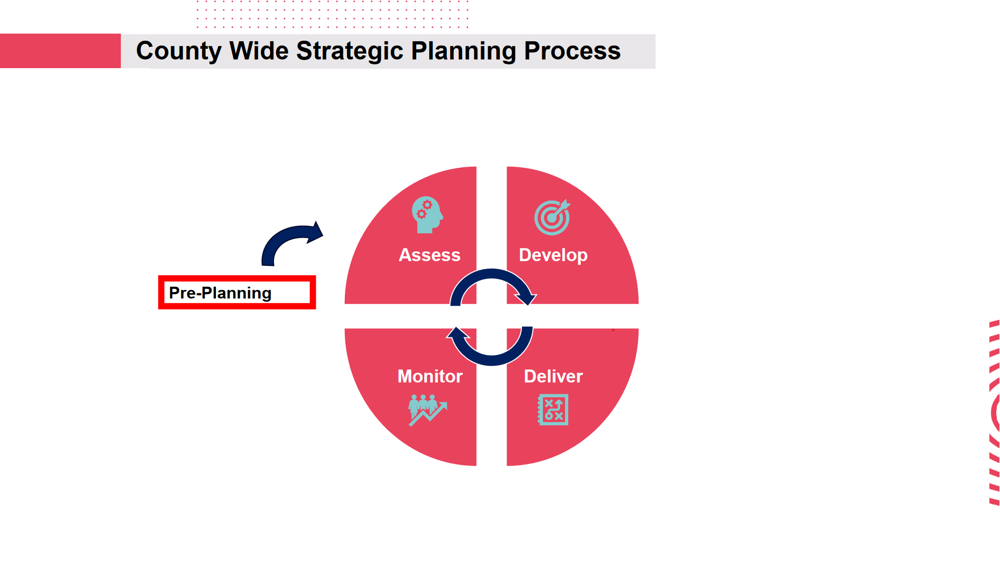 County Wide Strategic Planning Process
Assess
Develop
Pre-Planning
Monitor
Deliver